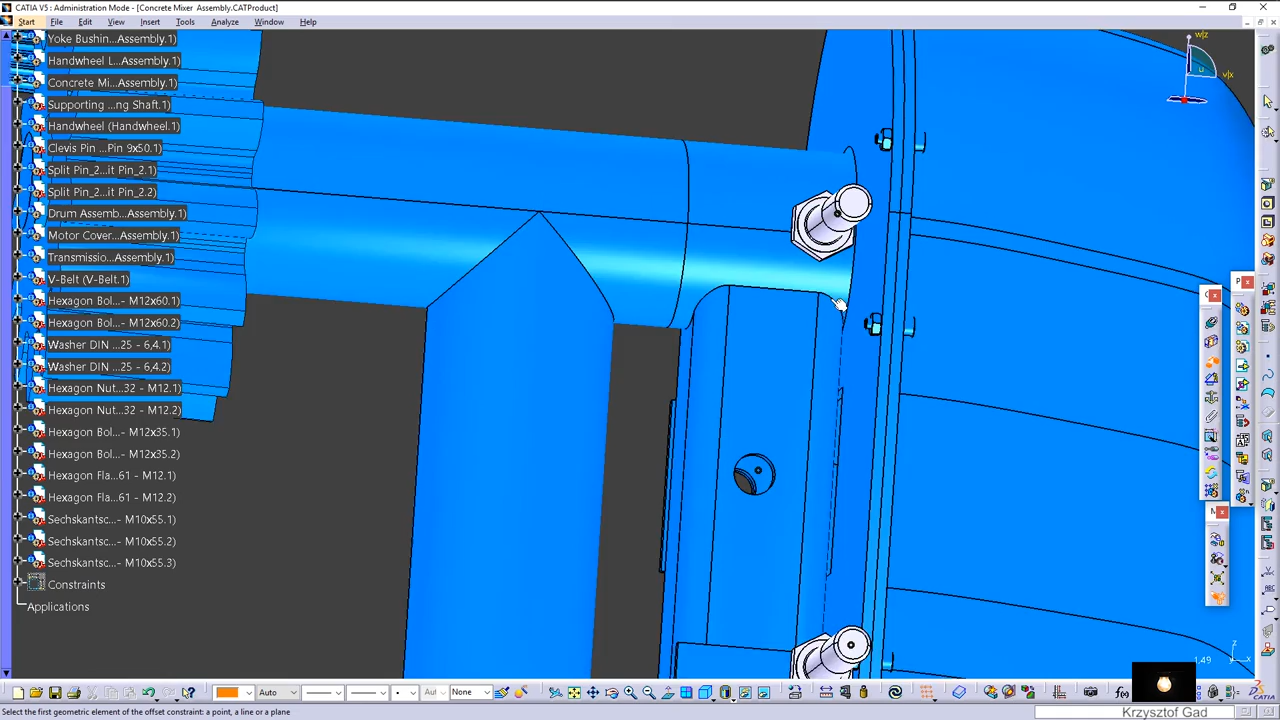 CATIA V5 : Administration Mode - [Concrete Mixer Assembly.CATProduct]
Start File Edit View Insert Tools Analyze Window Help
Yoke Bushin...Assembly.1)
Handwheel L...Assembly.1)
Concrete Mi...Assembly.1)
Supporting ...ng Shaft.1)
Handwheel (Handwheel.1)
Clevis Pin ...Pin 9x50.1)
Split Pin_2...it Pin_2.1)
Split Pin_2...it Pin_2.2)
Drum Assemb...Assembly.1)
Motor Cover...Assembly.1)
Transmissio...Assembly.1)
V-Belt (V-Belt.1)
Hexagon Bol...- M12x60.1)
Hexagon Bol...- M12x60.2)
Washer DIN ...25 - 6,4.1)
Washer DIN ...25 - 6,4.2)
Hexagon Nut...32 - M12.1)
Hexagon Nut...32 - M12.2)
Hexagon Bol...- M12x35.1)
Hexagon Bol...- M12x35.2)
Hexagon Fla...61 - M12.1)
Hexagon Fla...61 - M12.2)
Sechskantsc...- M10x55.1)
Sechskantsc...- M10x55.2)
Sechskantsc...- M10x55.3)
Constraints
Applications
w|z
v|x
u
P
M
z
y x
1,49
Auto
Aut
None
f(x)
CATIA
Select the first geometric element of the offset constraint: a point, a line or a plane
Krzysztof Gad